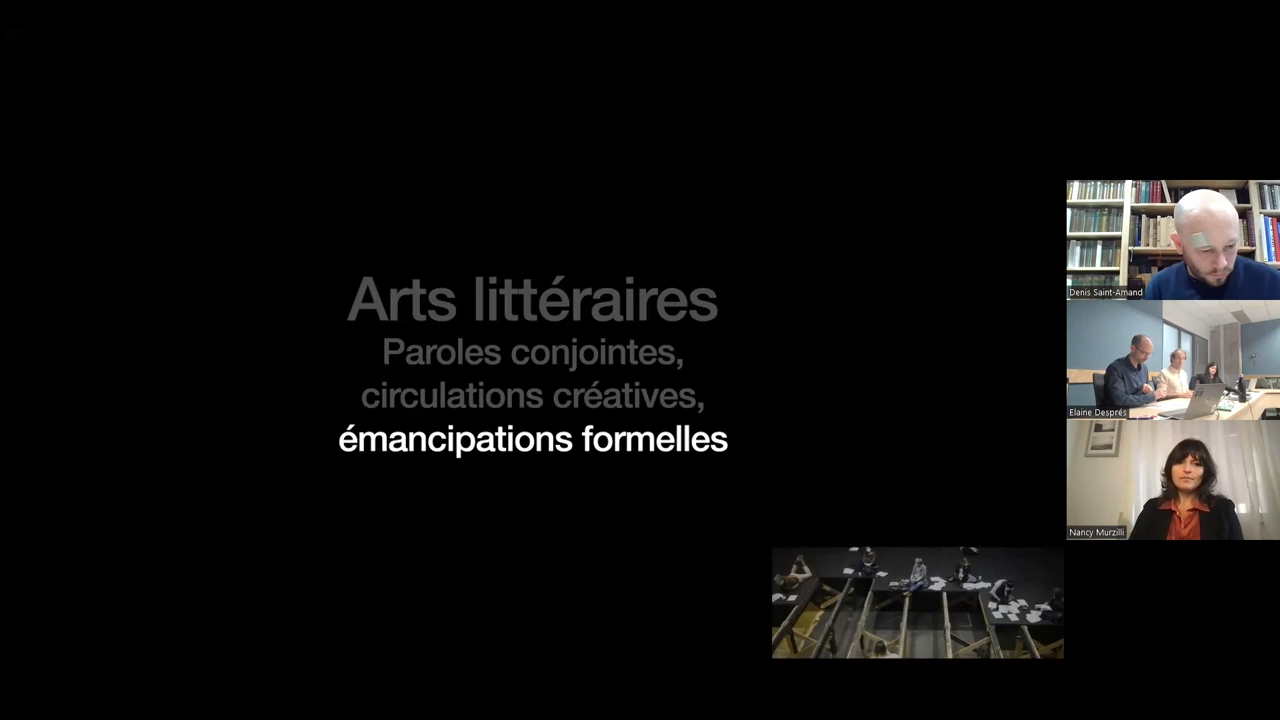 Arts littéraires
Paroles conjointes,
circulations créatives,
émancipations formelles
Denis Saint-Amand
Elaine Després
Nancy Murzilli